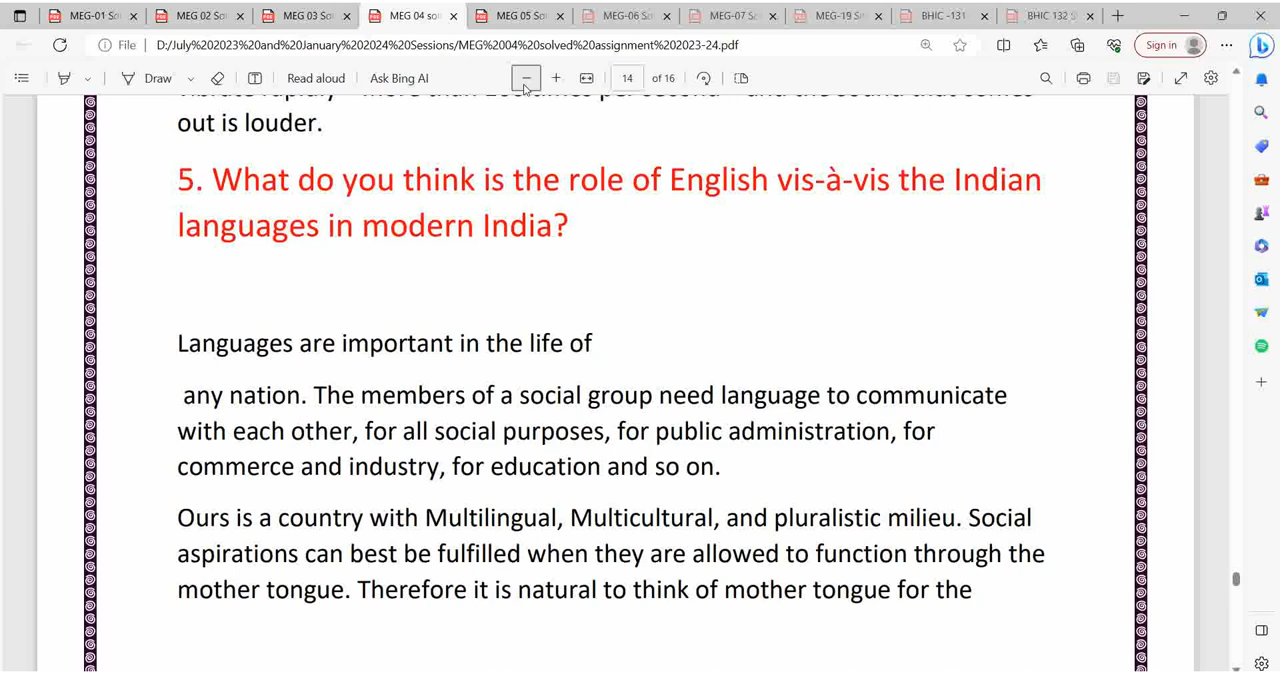 MEG-01 So
MEG 02 So
MEG 03 So
MEG 04 so
MEG 05 So
MEG-06 So
MEG-07 So
MEG-19 S
BHIC -131
BHIC 132 S
File D:/July%202023%20and%20January%202024%20Sessions/MEG%2004%20solved%20assignment%202023-24.pdf Sign in
Draw Read aloud Ask Bing AI 14 of 16
out is louder.
5. What do you think is the role of English vis-à-vis the Indian
languages in modern India?
Languages are important in the life of
any nation. The members of a social group need language to communicate
with each other, for all social purposes, for public administration, for
commerce and industry, for education and so on.
Ours is a country with Multilingual, Multicultural, and pluralistic milieu. Social
aspirations can best be fulfilled when they are allowed to function through the
mother tongue. Therefore it is natural to think of mother tongue for the